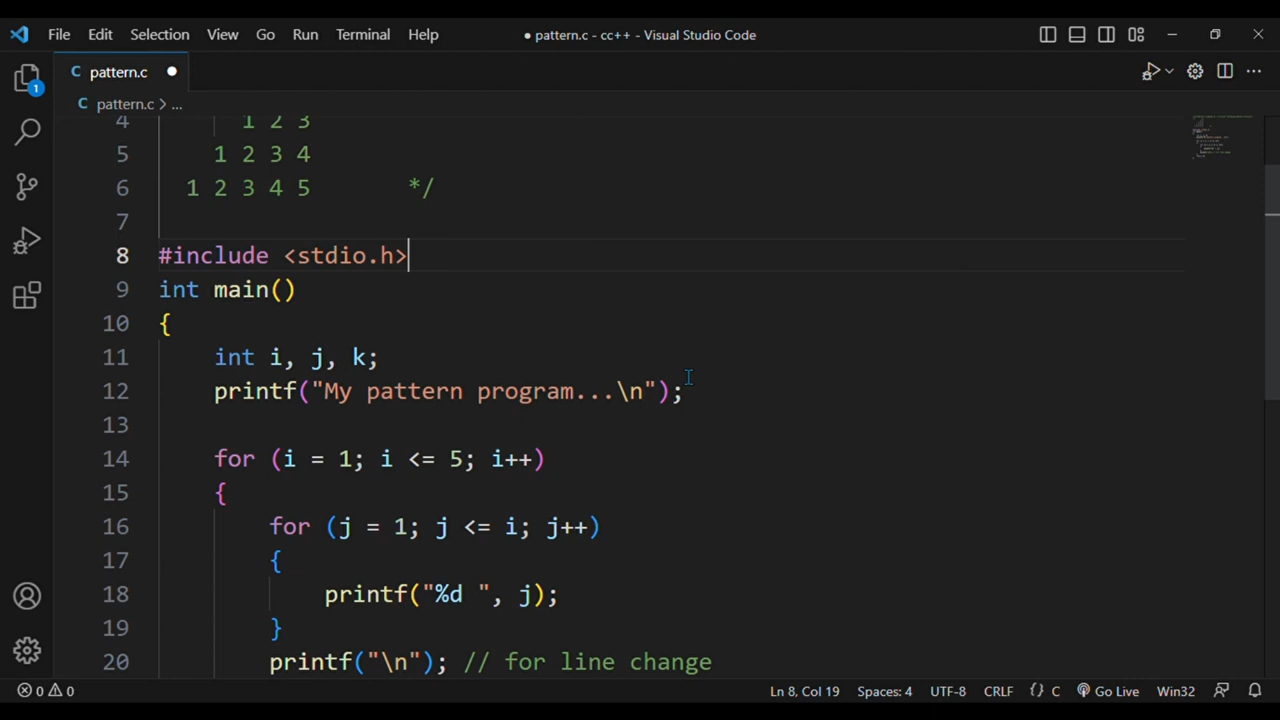 File Edit Selection View Go Run Terminal Help ● pattern.c - cc++ - Visual Studio Code
C pattern.c ●
1
C pattern.c > ...
4 1 2 3
5 1 2 3 4
6 1 2 3 4 5 */
7
8 #include <stdio.h>
9 int main()
10 {
11 int i, j, k;
12 printf("My pattern program...\n");
13
14 for (i = 1; i <= 5; i++)
15 {
16 for (j = 1; j <= i; j++)
17 {
18 printf("%d ", j);
19 }
20 printf("\n"); // for line change
0 0 Ln 8, Col 19 Spaces: 4 UTF-8 CRLF {} C Go Live Win32